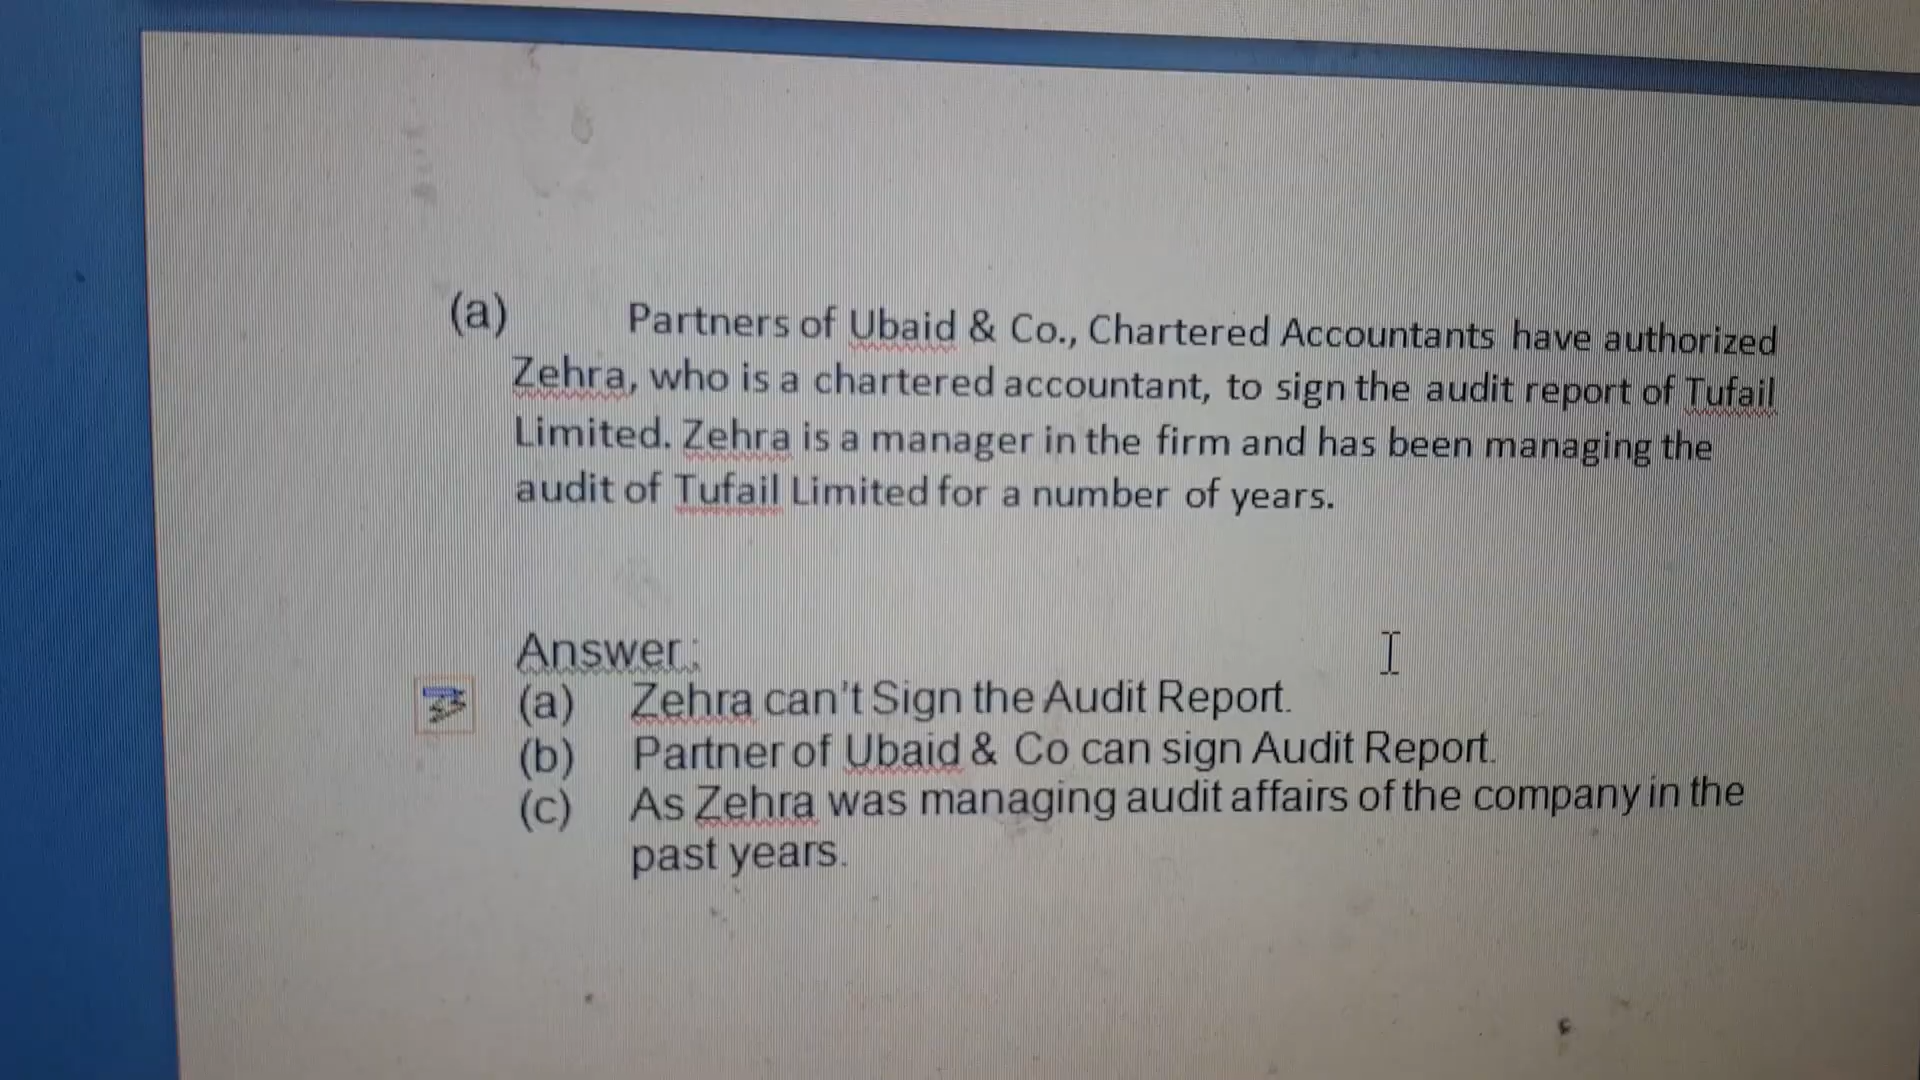 (a) Partners of Ubaid & Co., Chartered Accountants have authorized
Zehra, who is a chartered accountant, to sign the audit report of Tufail
Limited. Zehra is a manager in the firm and has been managing the
audit of Tufail Limited for a number of years.
Answer:
(a) Zehra can't Sign the Audit Report.
(b) Partner of Ubaid & Co can sign Audit Report.
(c) As Zehra was managing audit affairs of the company in the
past years.